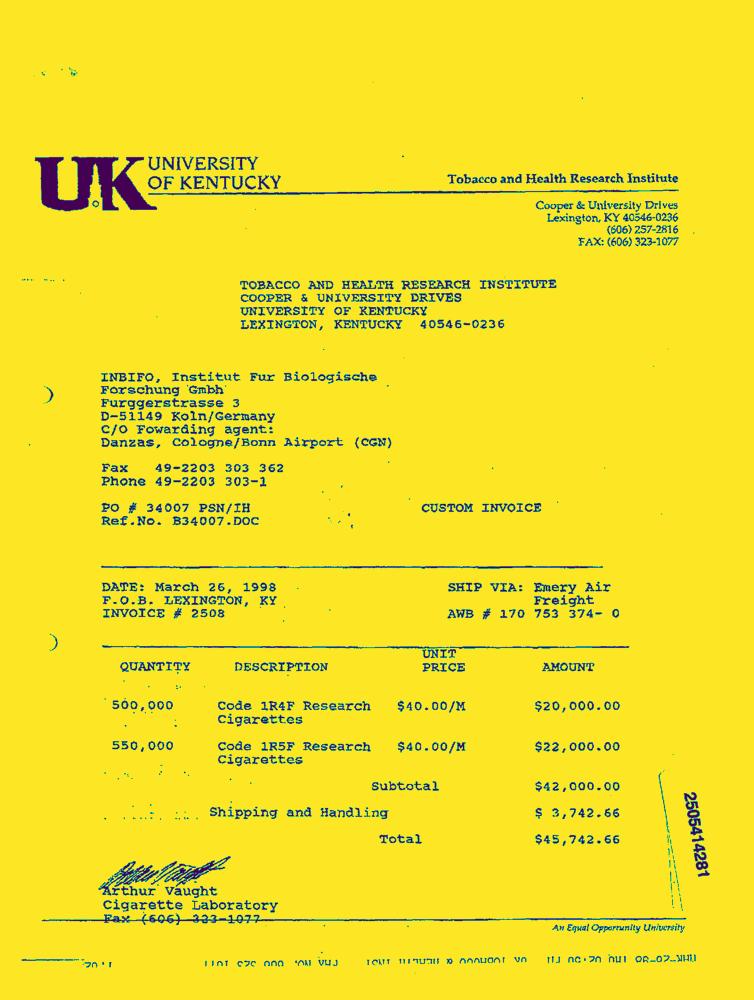 UK UNIVERSITY
OF KENTUCKY
Tobacco and Health Research Institute
Cooper & University Drives
Lexington, KY 40546-0236
(606) 257-2816
FAX: (606) 323-1077
TOBACCO AND HEALTH RESEARCH INSTITUTE
COOPER & UNIVERSITY DRIVES
UNIVERSITY OF KENTUCKY
LEXINGTON, KENTUCKY 40546-0236
INBIFO, Institut Fur Biologische
Forschung Gmbh
Furggerstrasse 3
D-51149 Koln/Germany
C/O Fowarding agent:
Danzas, Cologne/Bonn Airport (CGN)
Fax 49-2203 303 362
Phone 49-2203 303-1
PO # 34007 PSN/IH CUSTOM INVOICE
Ref.No. B34007.DOC
DATE: March 26, 1998 SHIP VIA: Emery Air
F.O.B. LEXINGTON, KY Freight
INVOICE # 2508 AWB # 170 753 374- 0
UNIT
QUANTITY DESCRIPTION PRICE AMOUNT
500,000 Code 1R4F Research $40.00/M $20,000.00
Cigarettes
550,000 Code 1R5F Research $40.00/M $22,000.00
Cigarettes
Subtotal $42,000.00
Shipping and Handling $ 3,742.66
Total $45,742.66
2505414281
Arthur Vaught
Cigarette Laboratory
Fax (606) 323-1077
An Equal Opportunity University